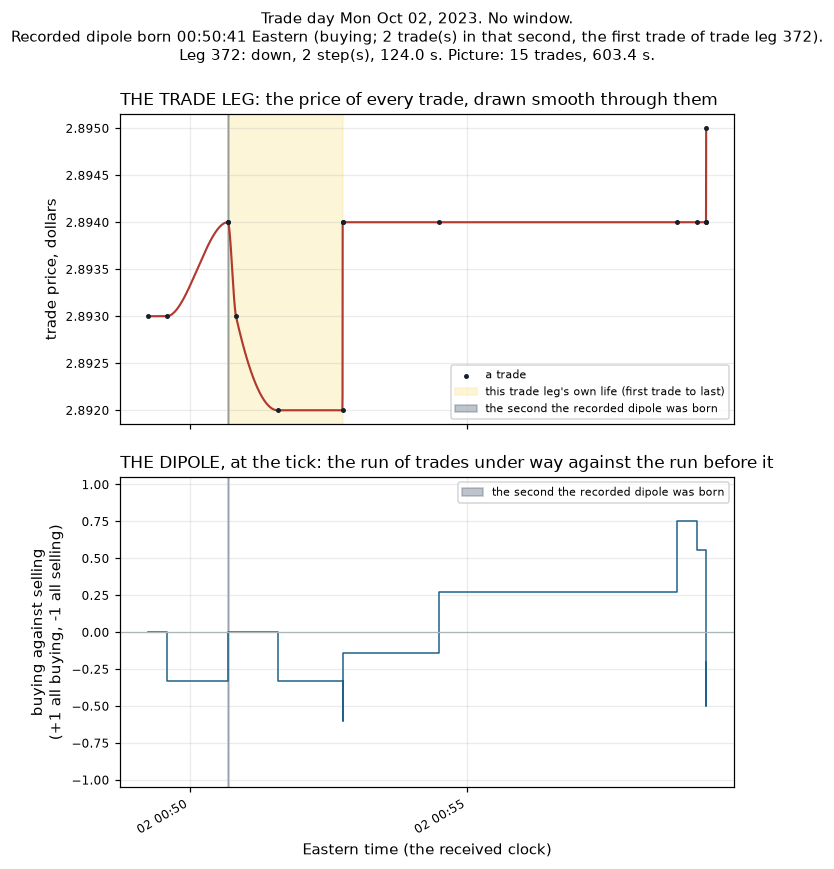 Trade day Mon Oct 02, 2023. No window.
Recorded dipole born 00:50:41 Eastern (buying; 2 trade(s) in that second, the first trade of trade leg 372).
Leg 372: down, 2 step(s), 124.0 s. Picture: 15 trades, 603.4 s.
THE TRADE LEG: the price of every trade, drawn smooth through them
2.8950
2.8945
2.8940
2.8935
2.8930
2.8925
2.8920
trade price, dollars
a trade
this trade leg's own life (first trade to last)
the second the recorded dipole was born
THE DIPOLE, at the tick: the run of trades under way against the run before it
1.00
0.75
0.50
0.25
0.00
−0.25
−0.50
−0.75
−1.00
buying against selling
(+1 all buying, -1 all selling)
the second the recorded dipole was born
02 00:50
02 00:55
Eastern time (the received clock)